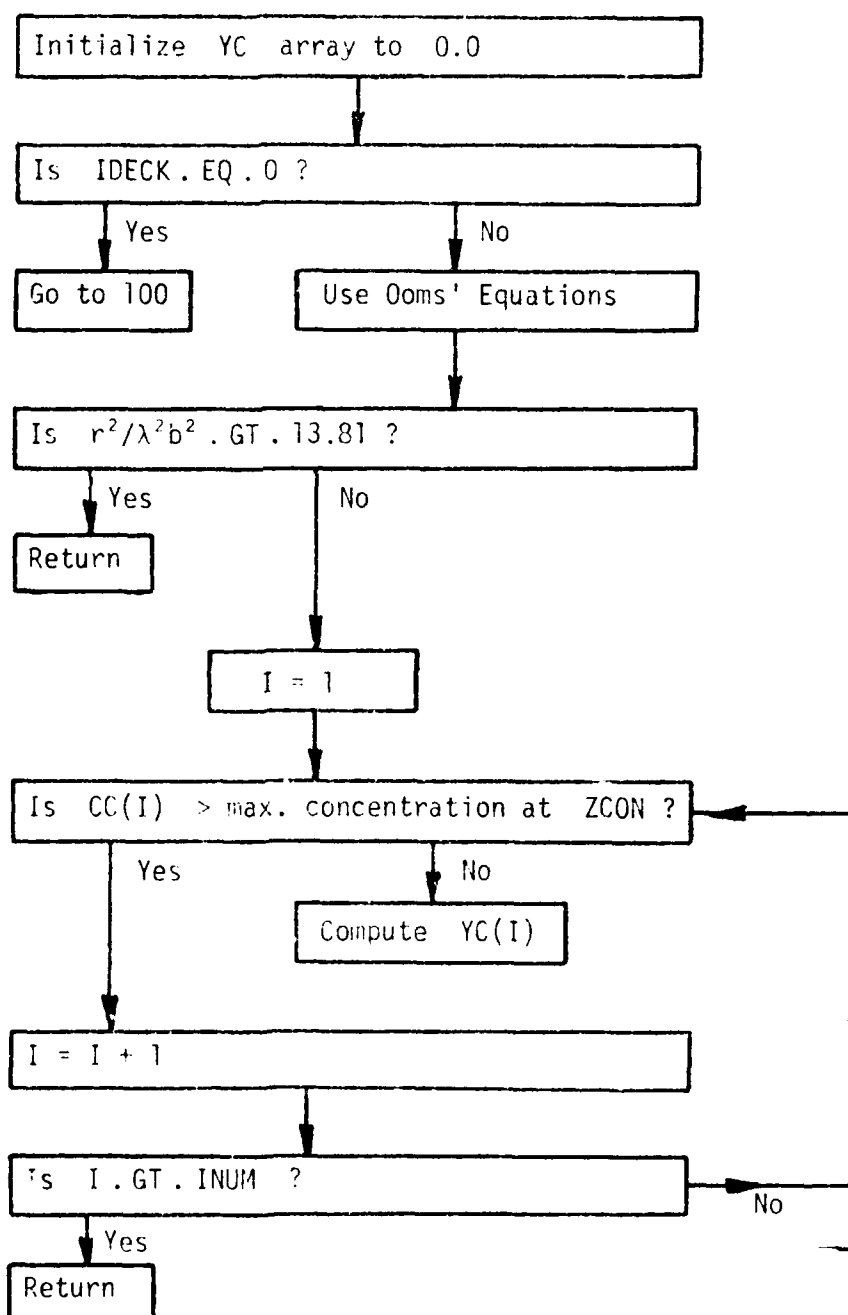 Initialize YC array to 0.0
Is IDECK.EQ.0 ?
Yes
No
Go to 100
Use Ooms' Equations
Is r²/λ²b².GT.13.81 ?
Yes
No
Return
I = 1
Is CC(I) > max. concentration at ZCON ?
Yes
No
Compute YC(I)
I = I + 1
Is I.GT.INUM ?
No
Yes
Return